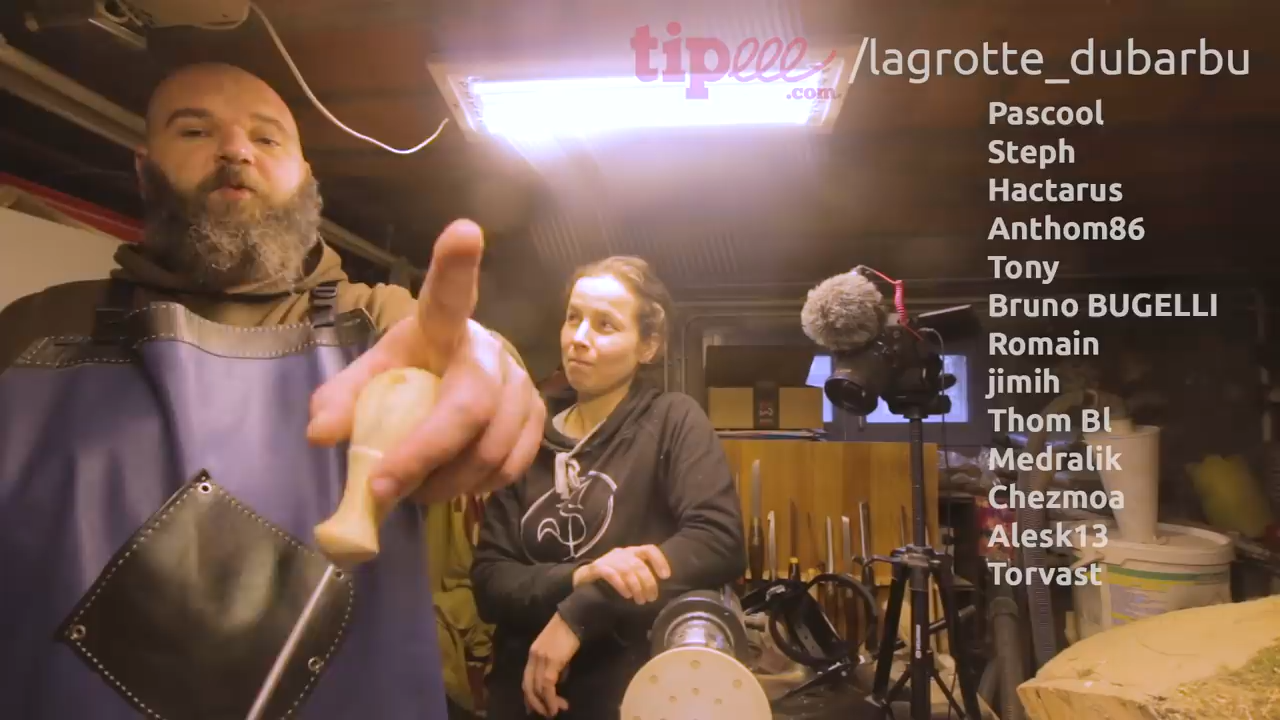 tipeee /lagrotte_dubarbu
.com
Pascool
Steph
Hactarus
Anthom86
Tony
Bruno BUGELLI
Romain
jimih
Thom Bl
Medralik
Chezmoa
Alesk13
Torvast